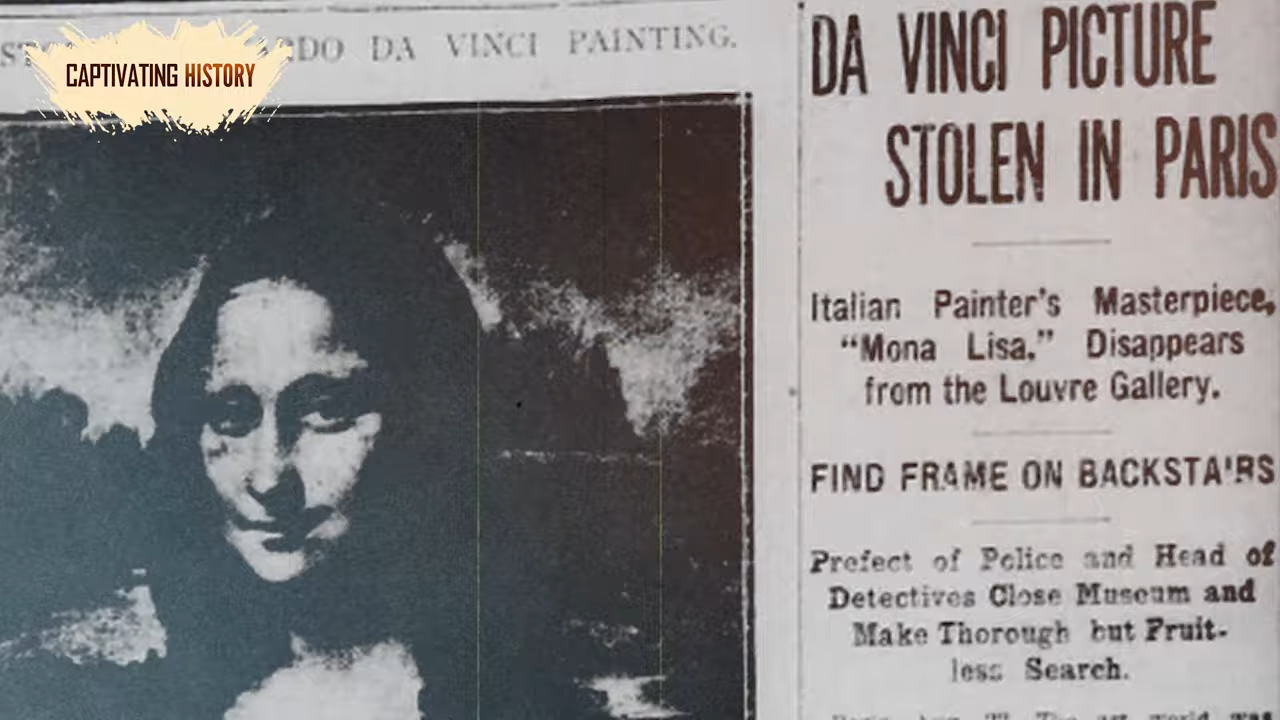 CAPTIVATING HISTORY
DA VINCI PAINTING.
DA VINCI PICTURE
STOLEN IN PARIS
Italian Painter's Masterpiece,
"Mona Lisa," Disappears
from the Louvre Gallery.
FIND FRAME ON BACKSTAIRS
Prefect of Police and Head of
Detectives Close Museum and
Make Thorough but Fruit-
less Search.